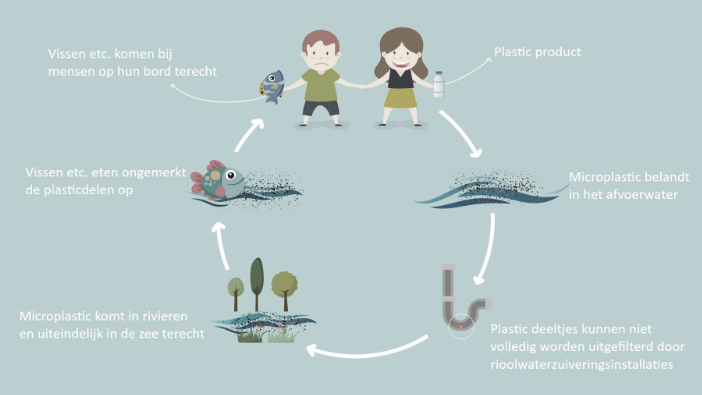 Vissen etc. komen bij
mensen op hun bord terecht
Plastic product
Microplastic belandt
in het afvoerwater
Plastic deeltjes kunnen niet
volledig worden uitgefilterd door
rioolwaterzuiveringsinstallaties
Microplastic komt in rivieren
en uiteindelijk in de zee terecht
Vissen etc. eten ongemerkt
de plasticdelen op